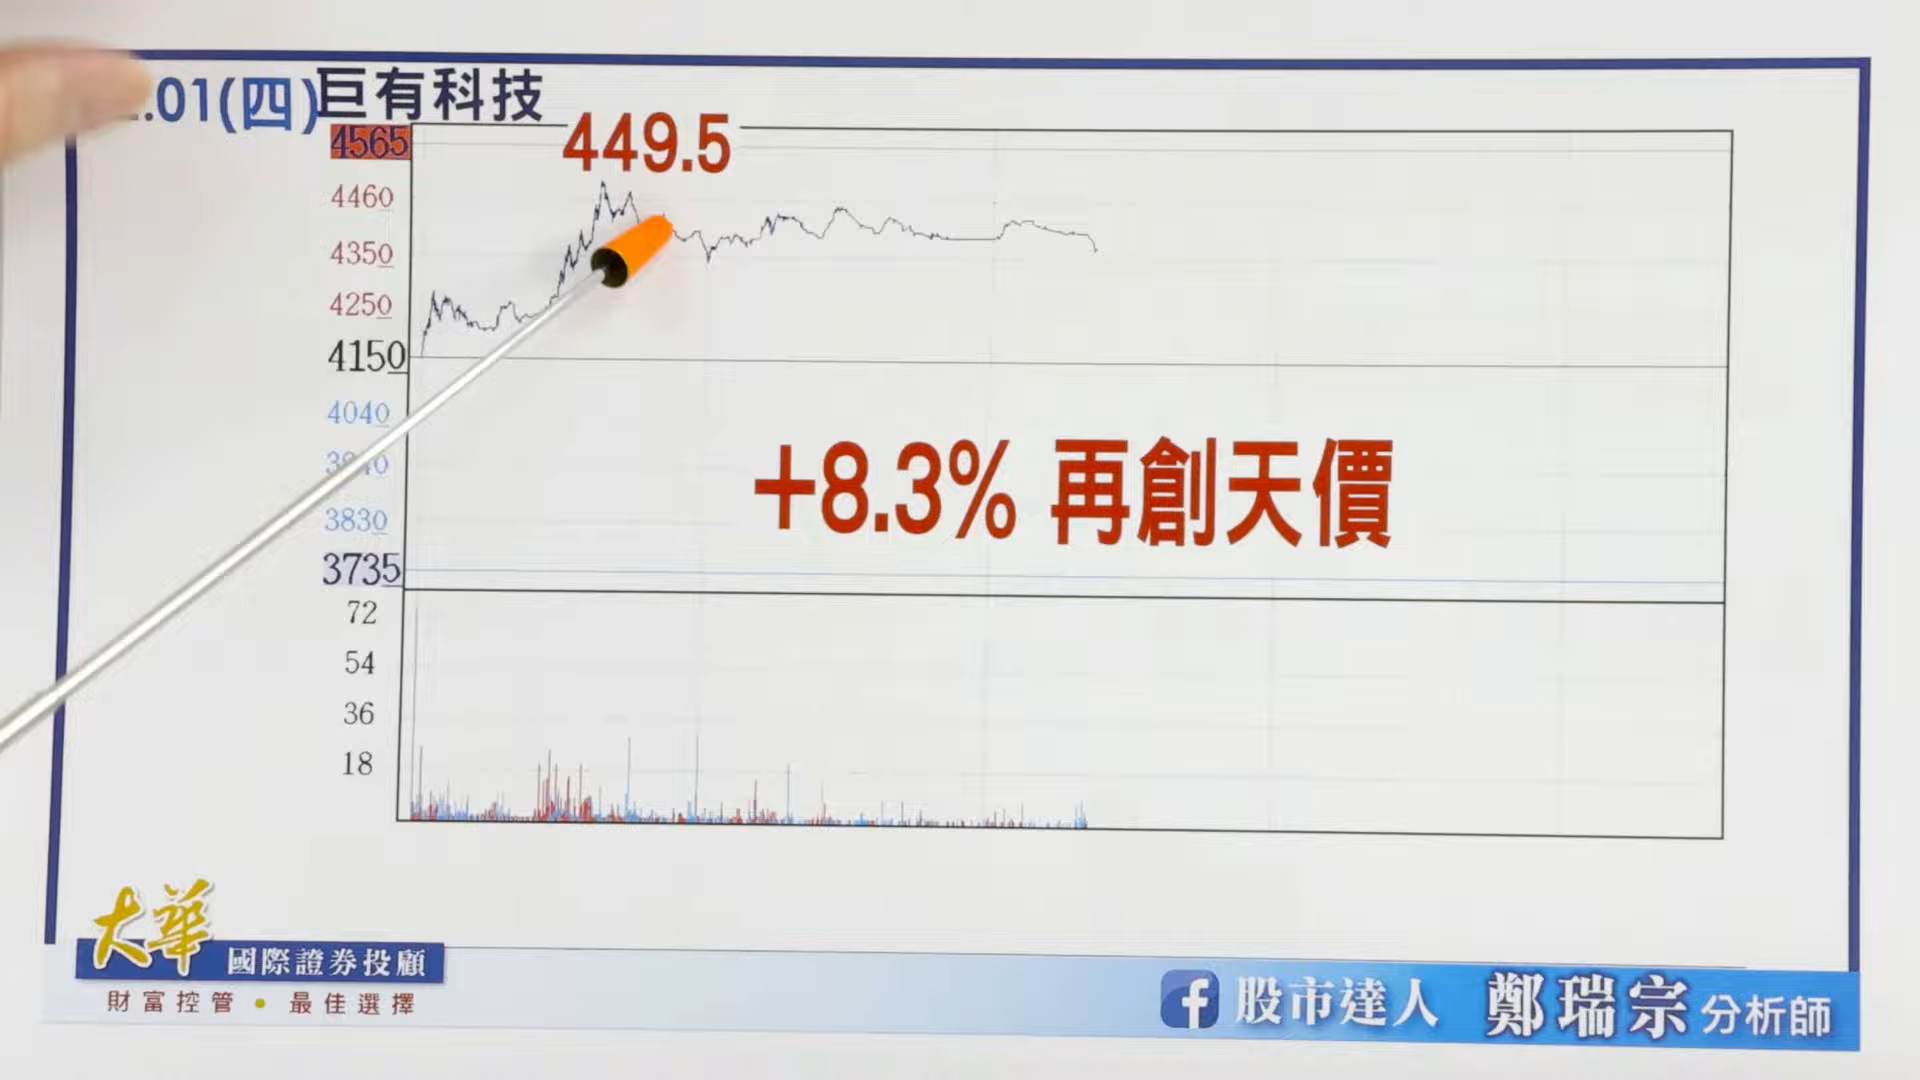 .01(四)巨有科技
449.5
4565
4460
4350
4250
4150
4040
3830
3735
+8.3% 再創天價
72
54
36
18
大華 國際證券投顧
財富控管 • 最佳選擇
股市達人 鄭瑞宗 分析師